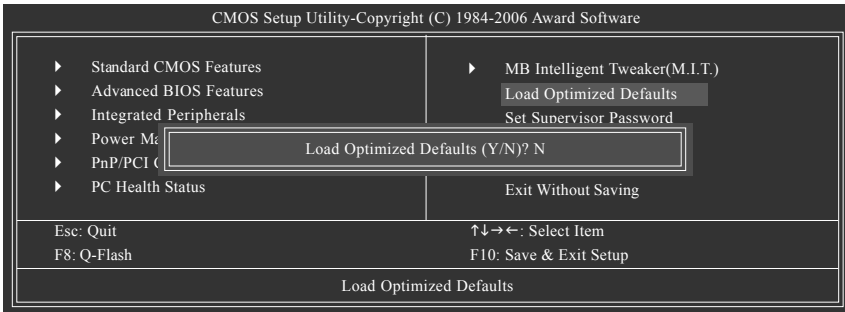 CMOS Setup Utility-Copyright (C) 1984-2006 Award Software
Standard CMOS Features
Advanced BIOS Features
Integrated Peripherals
Power Ma
PnP/PCI
PC Health Status
MB Intelligent Tweaker(M.I.T.)
Load Optimized Defaults
Set Supervisor Password
Exit Without Saving
Load Optimized Defaults (Y/N)? N
Esc: Quit
↑↓→←: Select Item
F8: Q-Flash
F10: Save & Exit Setup
Load Optimized Defaults